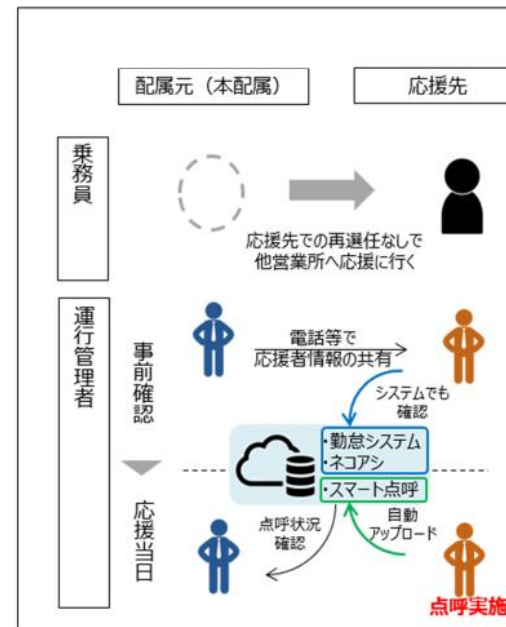 配属元（本配属）
応援先
乗務員
応援先での再選任なしで
他営業所へ応援に行く
運行管理者
事前確認
電話等で
応援者情報の共有
システムでも
確認
・勤怠システム
・ネコアシ
・スマート点呼
応援当日
点呼状況
確認
自動
アップロード
点呼実施